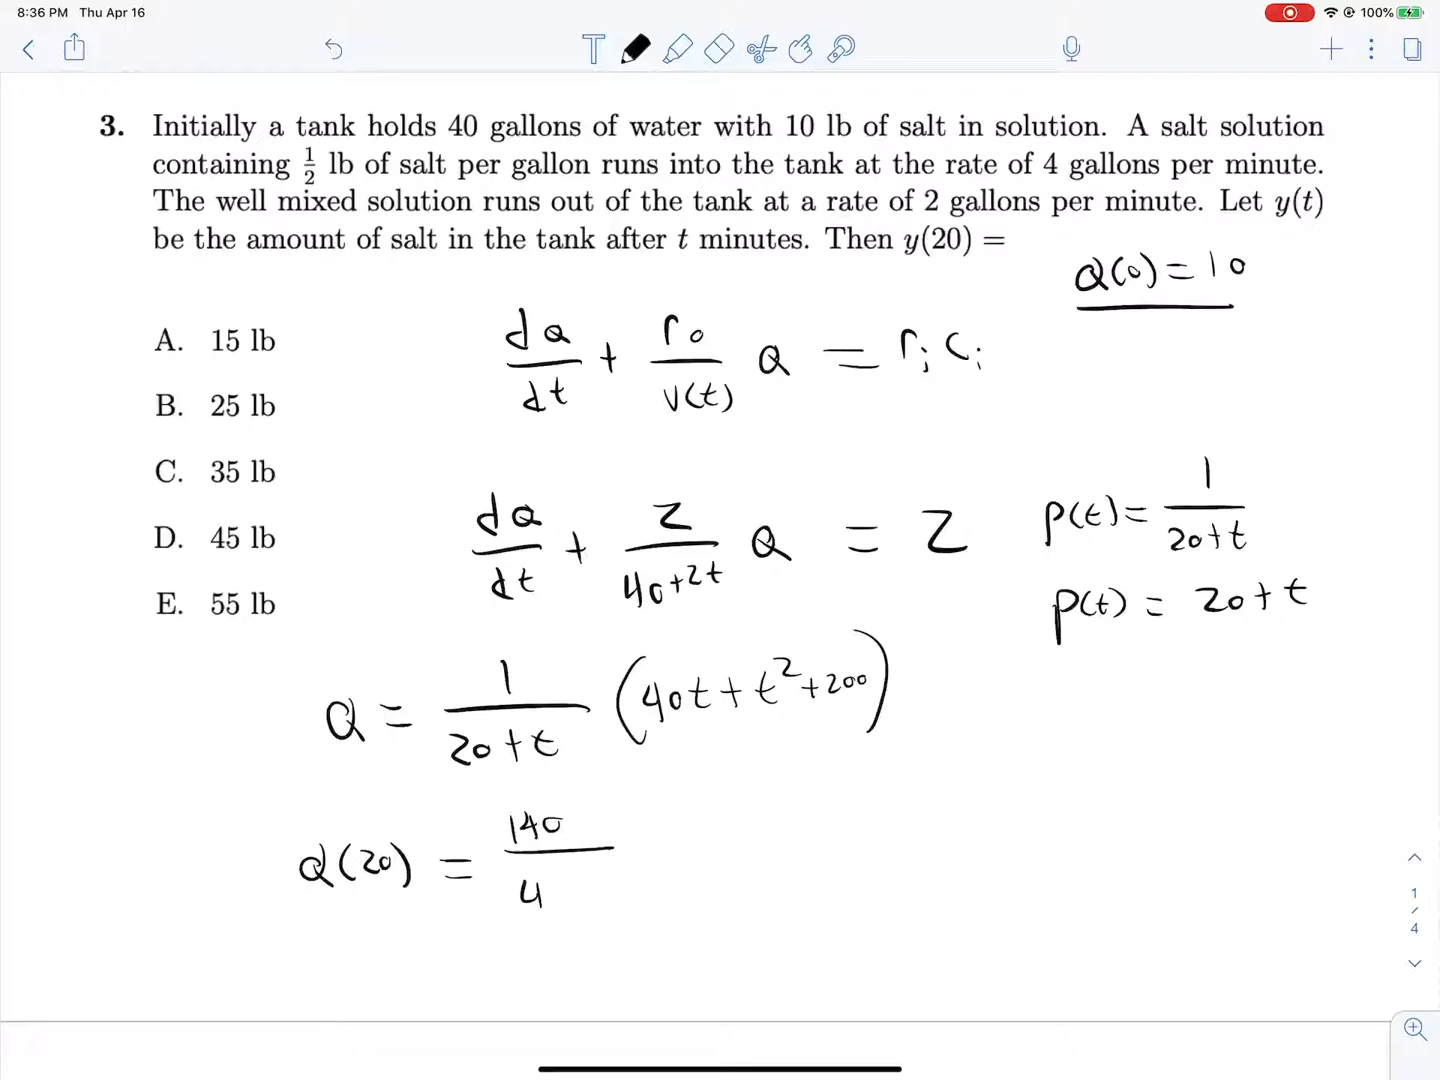 8:36 PM Thu Apr 16
100%
3. Initially a tank holds 40 gallons of water with 10 lb of salt in solution. A salt solution
containing 1/2 lb of salt per gallon runs into the tank at the rate of 4 gallons per minute.
The well mixed solution runs out of the tank at a rate of 2 gallons per minute. Let y(t)
be the amount of salt in the tank after t minutes. Then y(20) =
Q(0) = 10
A. 15 lb
dQ/dt + r0/v(t) Q = ri ci
B. 25 lb
C. 35 lb
dQ/dt + 2/(40+2t) Q = 2
p(t) = 1/(20+t)
D. 45 lb
E. 55 lb
p(t) = 20+t
Q = 1/(20+t) (40t + t² + 200)
Q(20) = 140/4
1
/
4